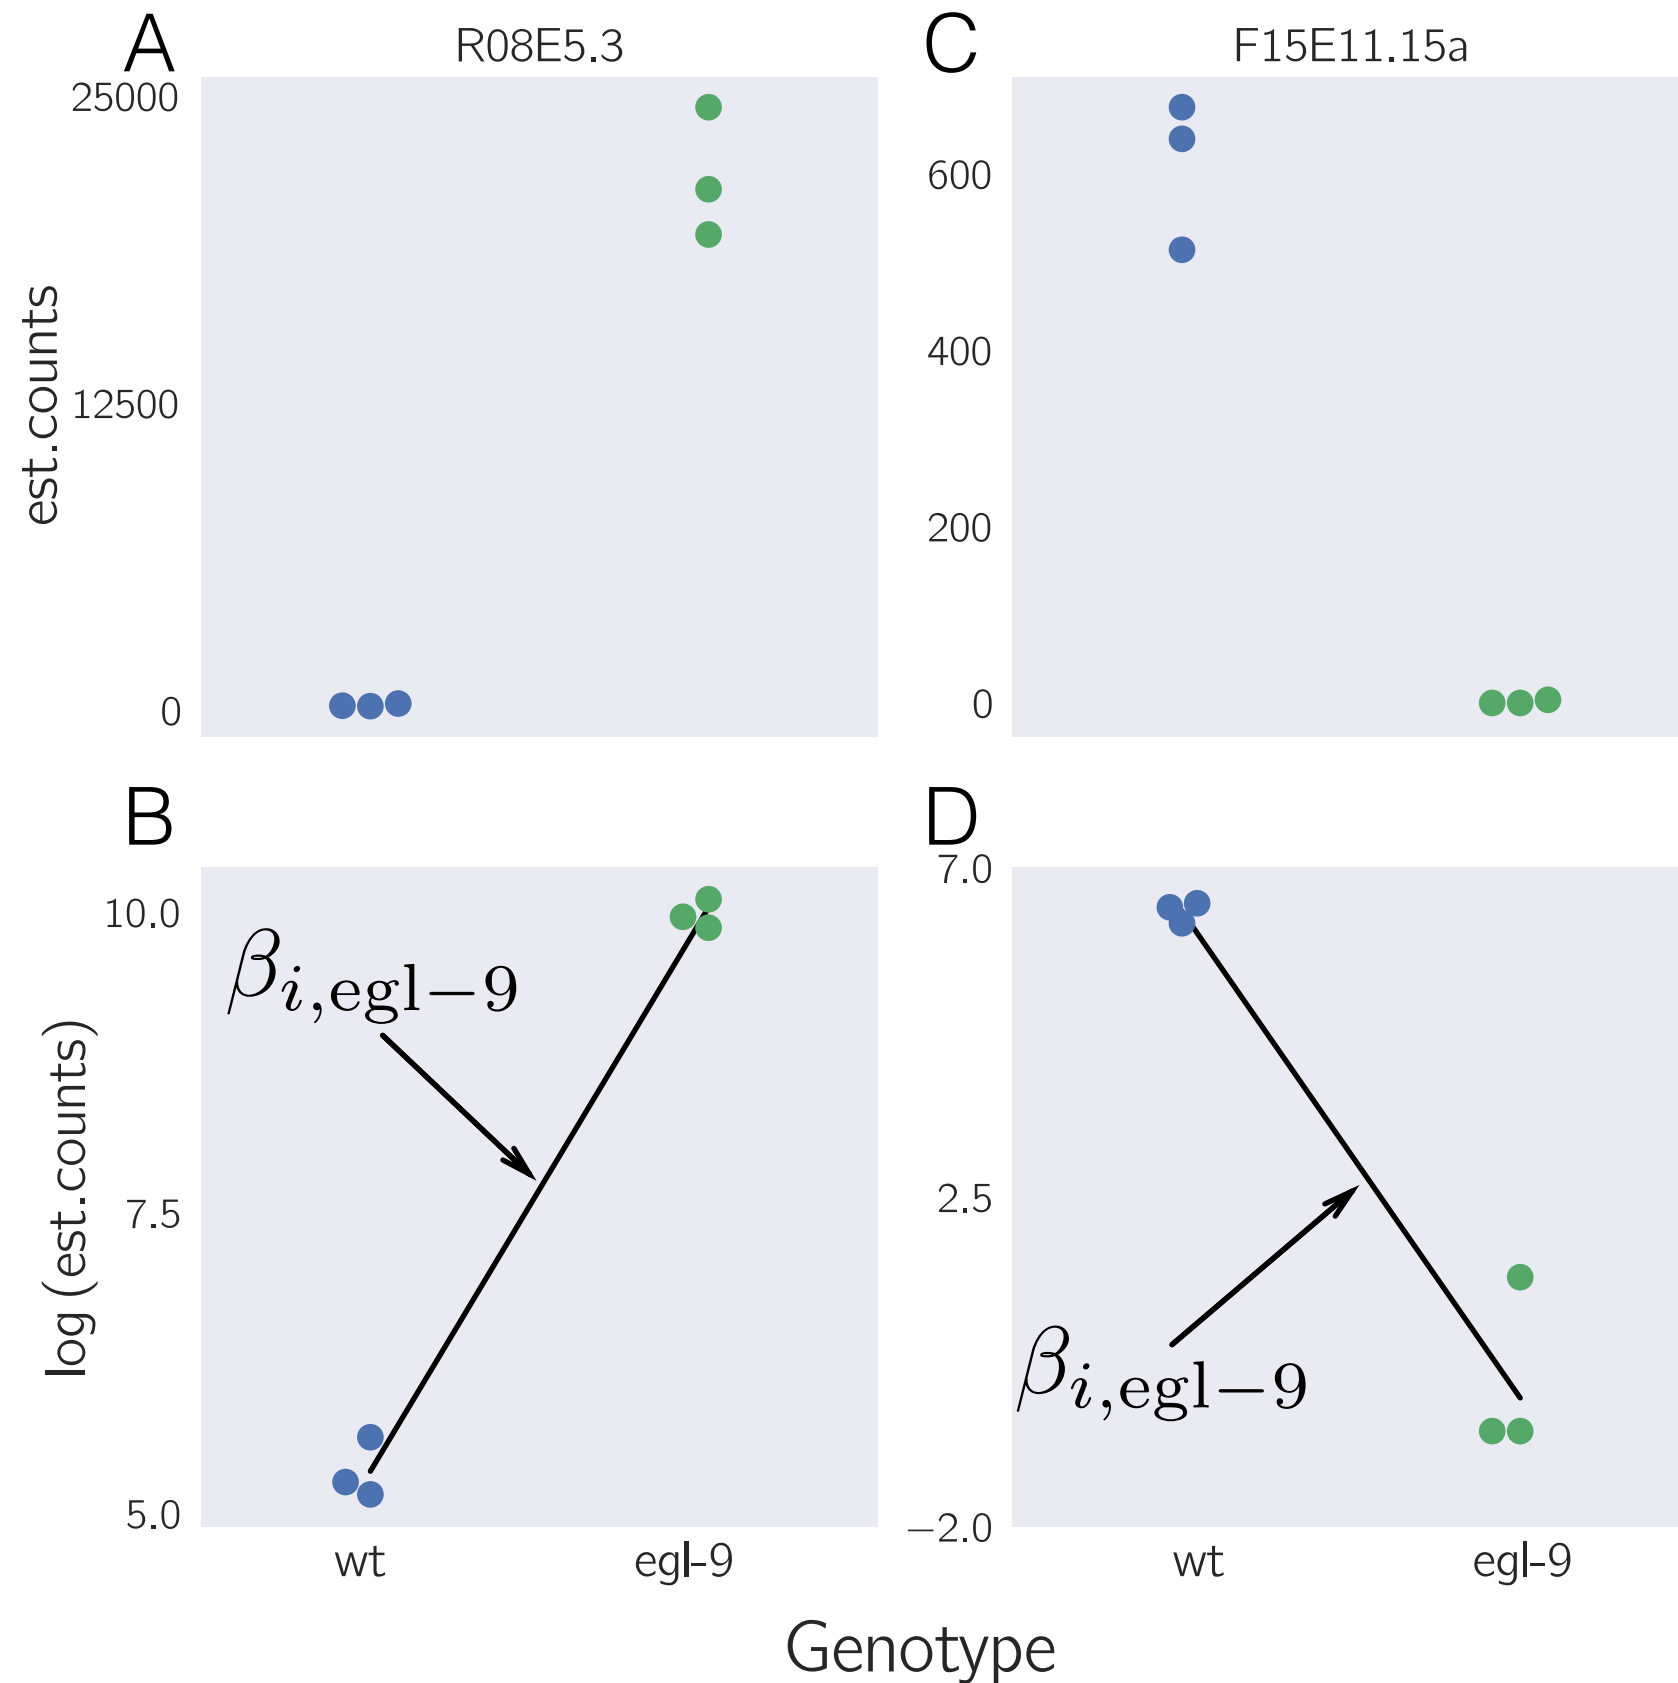 A
R08E5.3
25000
12500
0
est.counts
C
F15E11.15a
600
400
200
0
B
10.0
7.5
5.0
log (est.counts)
βi,egl−9
wt
egl-9
D
7.0
2.5
−2.0
βi,egl−9
wt
egl-9
Genotype